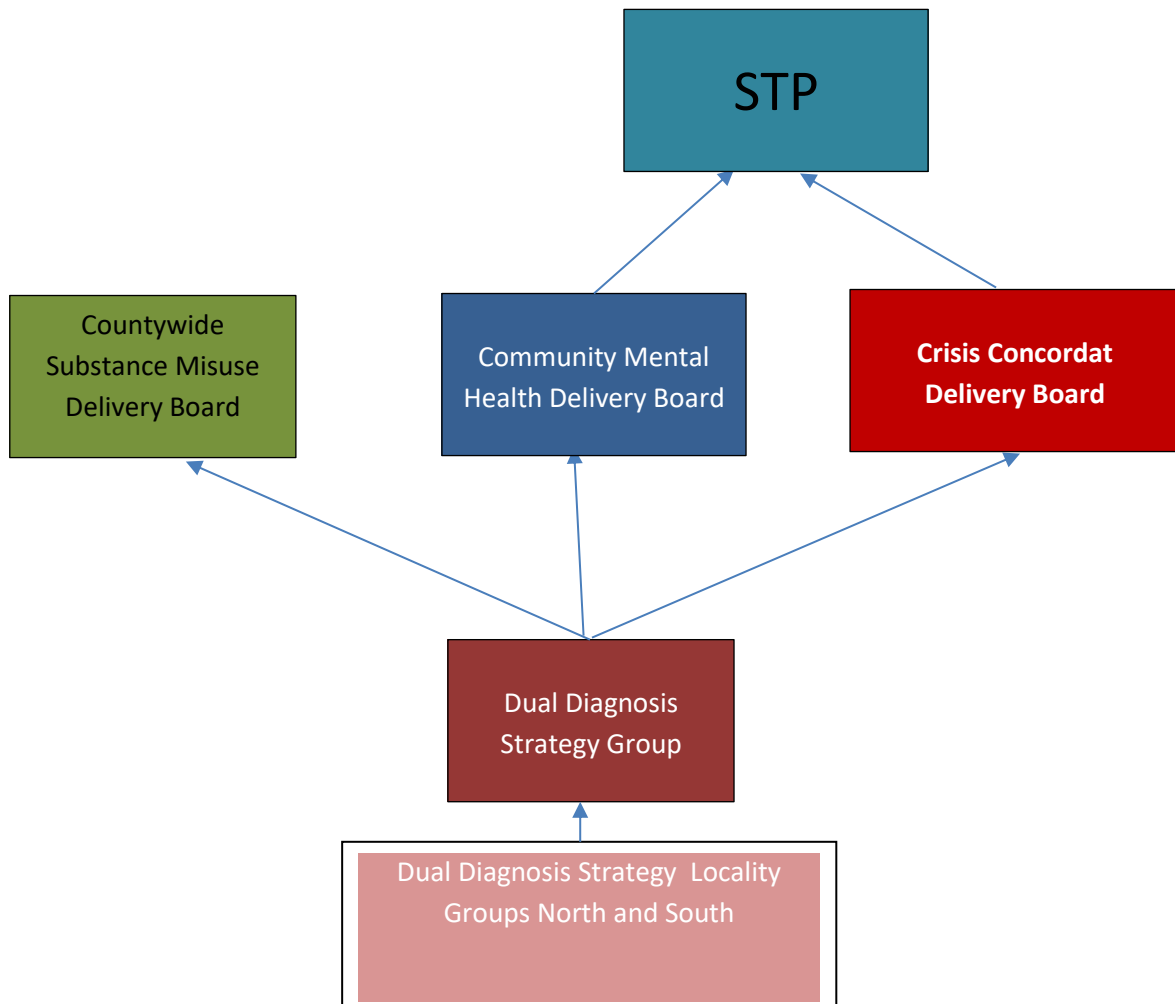 STP
Countywide
Substance Misuse
Delivery Board
Community Mental
Health Delivery Board
Crisis Concordat
Delivery Board
Dual Diagnosis
Strategy Group
Dual Diagnosis Strategy  Locality
Groups North and South